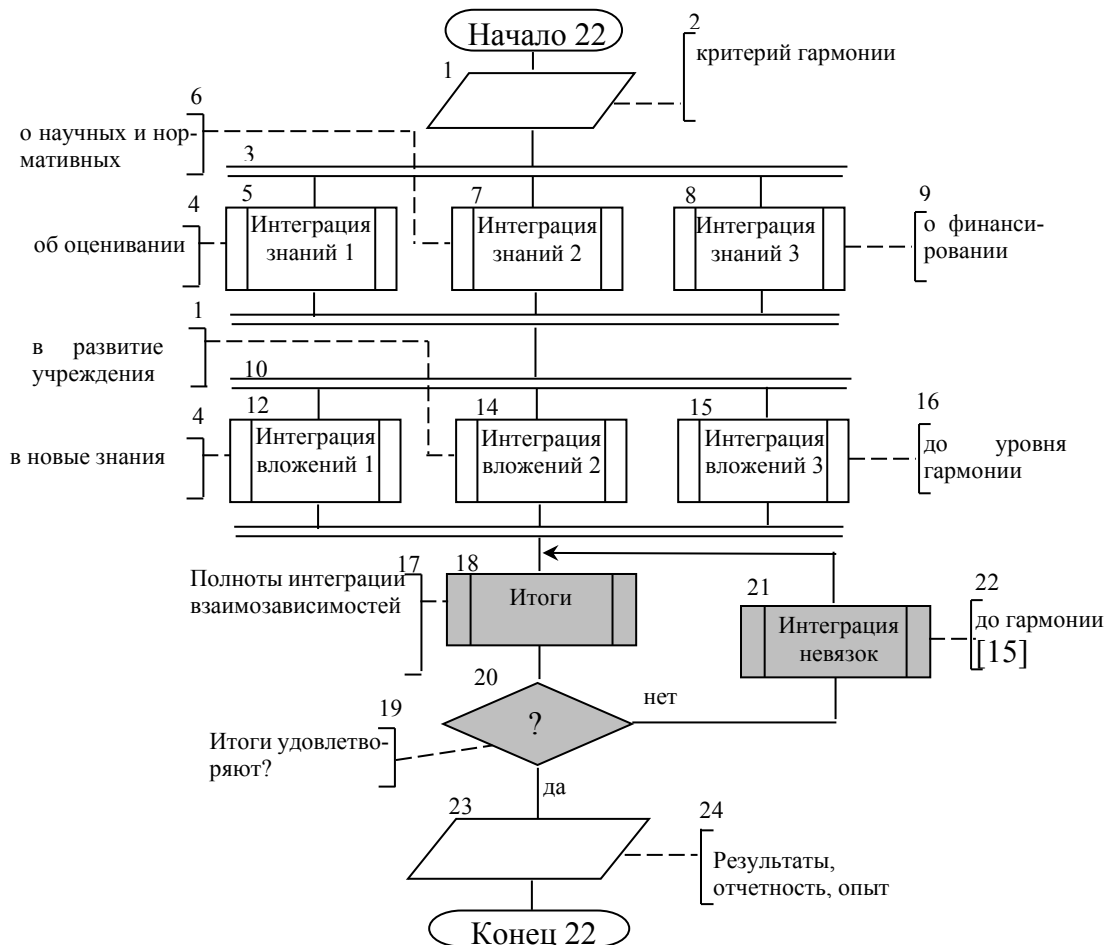 Начало 22
2
критерий гармонии
1
6
о научных и нор-
мативных
3
4
об оценивании
5
Интеграция
знаний 1
7
Интеграция
знаний 2
8
Интеграция
знаний 3
9
о финанси-
ровании
1
в развитие
учреждения
10
4
в новые знания
12
Интеграция
вложений 1
14
Интеграция
вложений 2
15
Интеграция
вложений 3
16
до уровня
гармонии
17
Полноты интеграции
взаимозависимостей
18
Итоги
21
Интеграция
невязок
22
до гармонии
[15]
20
?
нет
19
Итоги удовлетво-
ряют?
да
23
24
Результаты,
отчетность, опыт
Конец 22